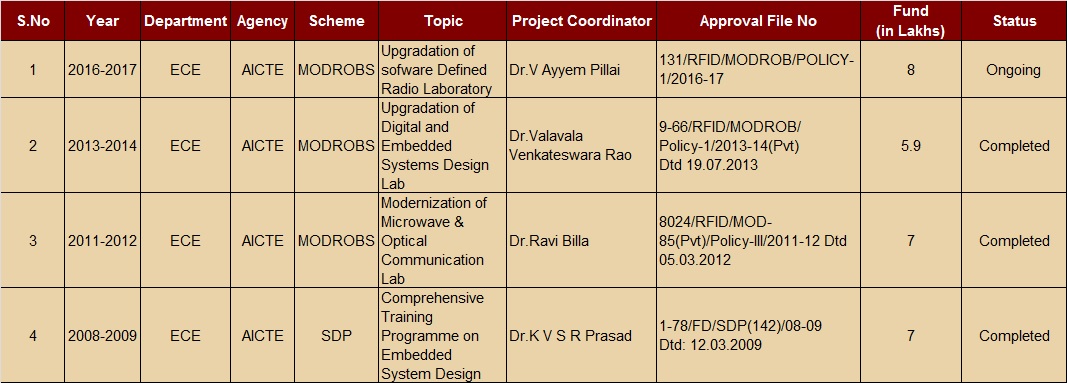 S.No Year Department Agency Scheme Topic Project Coordinator Approval File No Fund (in Lakhs) Status
1 2016-2017 ECE AICTE MODROBS Upgradation of sofware Defined Radio Laboratory Dr.V Ayyem Pillai 131/RFID/MODROB/POLICY-1/2016-17 8 Ongoing
2 2013-2014 ECE AICTE MODROBS Upgradation of Digital and Embedded Systems Design Lab Dr.Valavala Venkateswara Rao 9-66/RFID/MODROB/ Policy-1/2013-14(Pvt) Dtd 19.07.2013 5.9 Completed
3 2011-2012 ECE AICTE MODROBS Modernization of Microwave & Optical Communication Lab Dr.Ravi Billa 8024/RFID/MOD-85(Pvt)/Policy-III/2011-12 Dtd 05.03.2012 7 Completed
4 2008-2009 ECE AICTE SDP Comprehensive Training Programme on Embedded System Design Dr.K V S R Prasad 1-78/FD/SDP(142)/08-09 Dtd: 12.03.2009 7 Completed